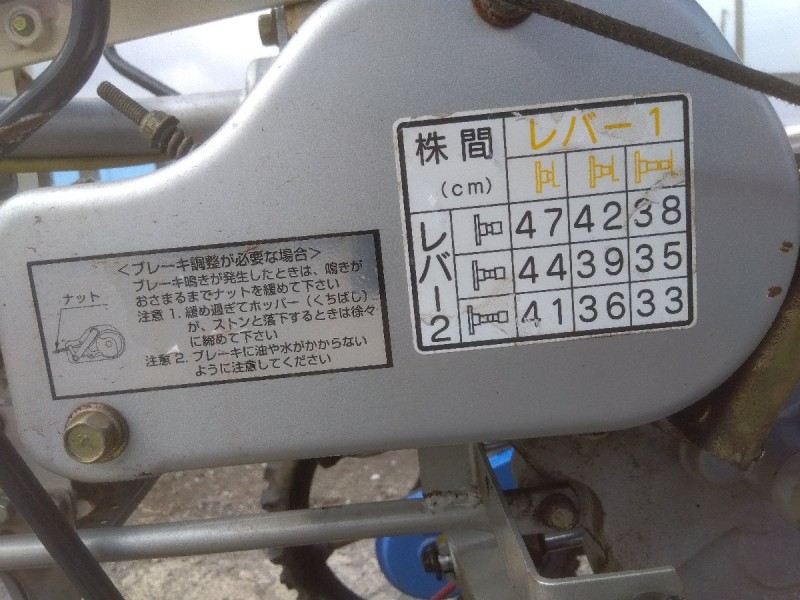 株間 レバー1
(cm)
レバー2
47 42 38
44 39 35
41 36 33
<ブレーキ調整が必要な場合>
ブレーキ鳴きが発生したときは、鳴きが
おさまるまでナットを緩めて下さい
ナット
注意 1. 緩め過ぎてホッパー(くちばし)
が、ストンと落下するときは徐々
に締めて下さい
注意 2. ブレーキに油や水がかからない
ように注意してください